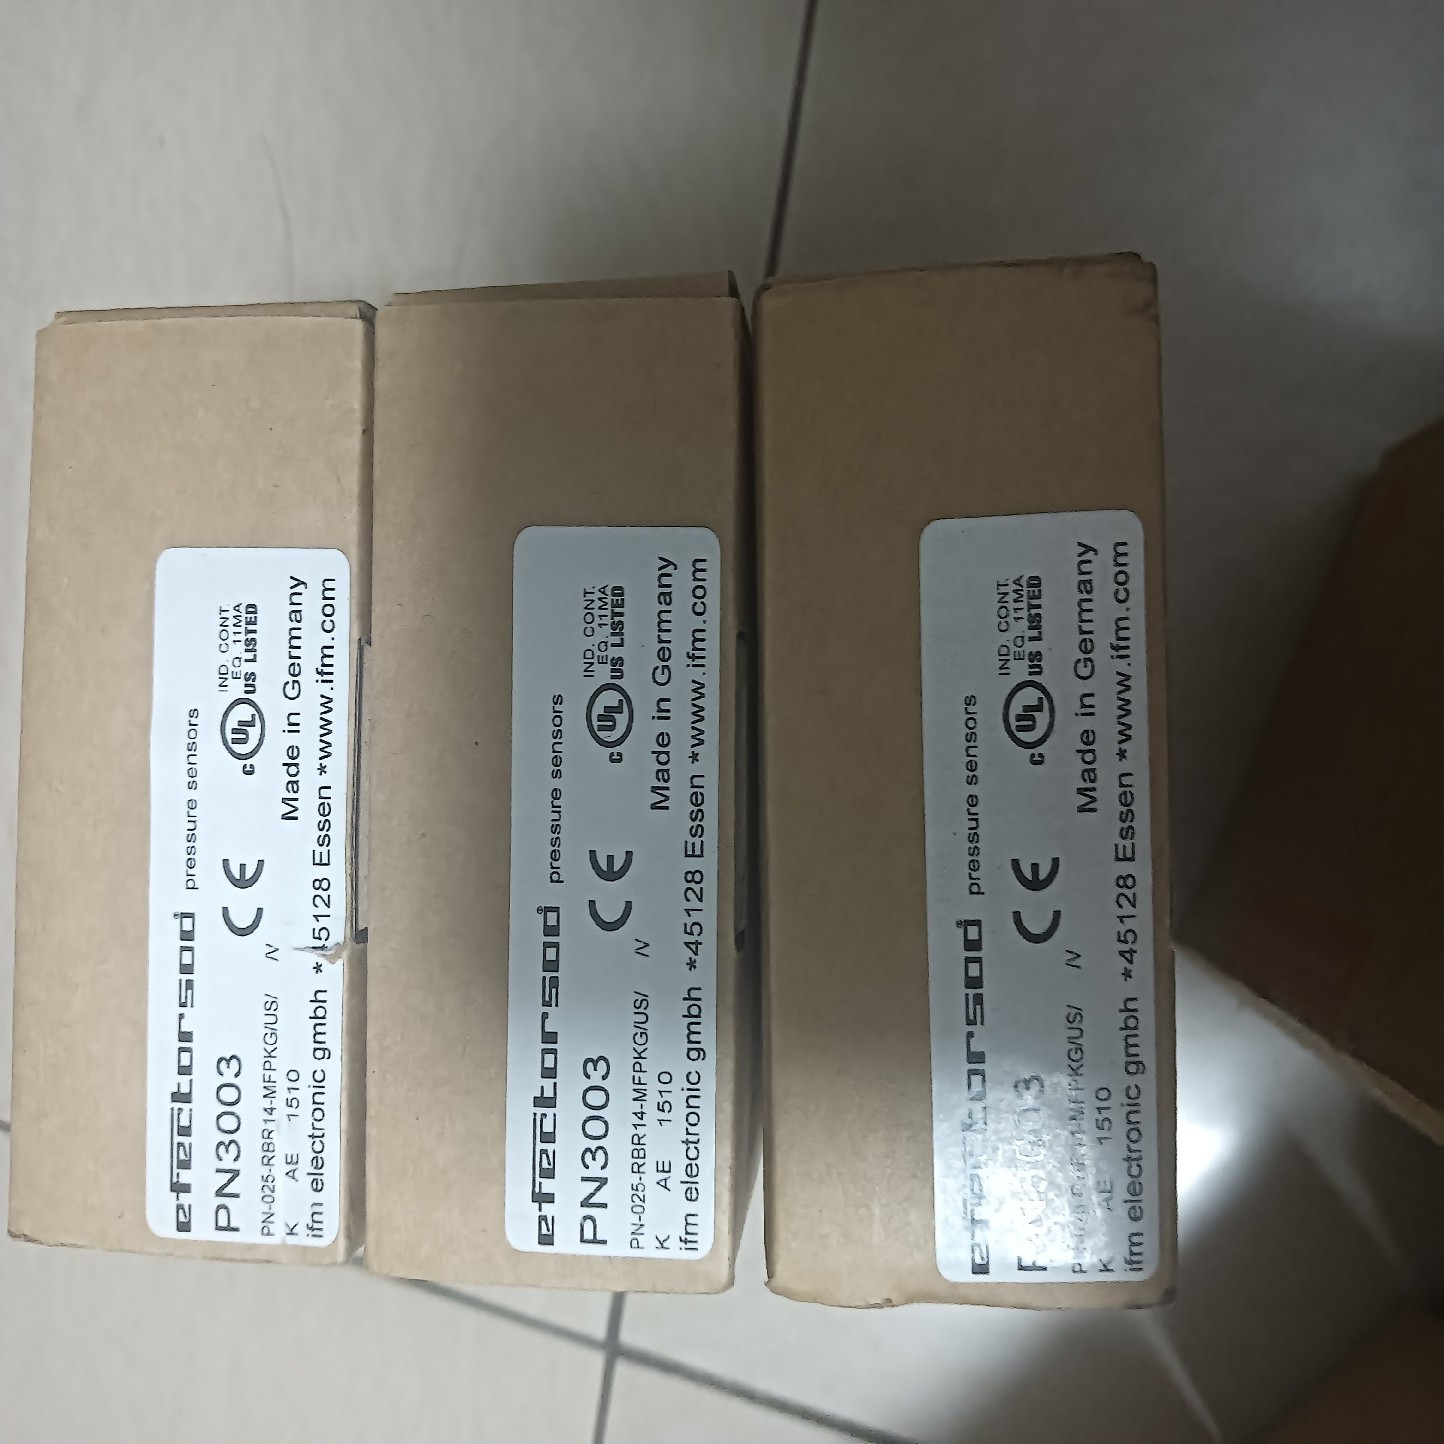 efector500® pressure sensors
PN3003
PN-025-RBR14-MFPKG/US/ /V
K AE 1510
CE
c UL US LISTED
IND. CONT.
EQ. 11MA
Made in Germany
ifm electronic gmbh *45128 Essen *www.ifm.com
efector500® pressure sensors
PN3003
PN-025-RBR14-MFPKG/US/ /V
K AE 1510
CE
c UL US LISTED
IND. CONT.
EQ. 11MA
Made in Germany
ifm electronic gmbh *45128 Essen *www.ifm.com
efector500® pressure sensors
/V
K AE 1510
CE
c UL US LISTED
IND. CONT.
EQ. 11MA
Made in Germany
ifm electronic gmbh *45128 Essen *www.ifm.com